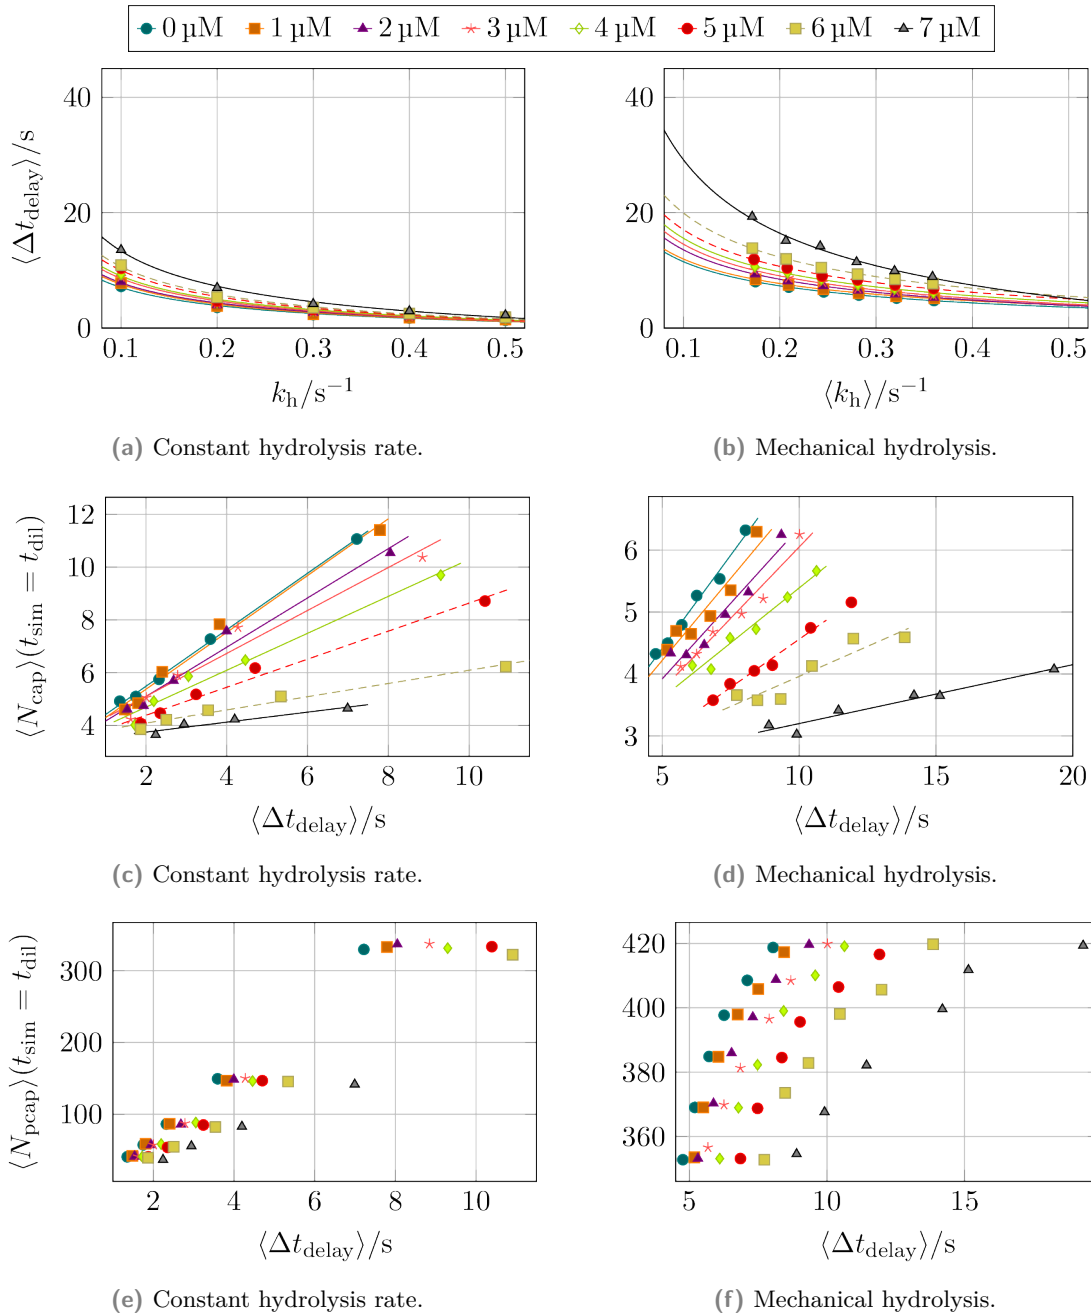 0 µM 1 µM 2 µM 3 µM 4 µM 5 µM 6 µM 7 µM
40
20
0
0.1 0.2 0.3 0.4 0.5
⟨Δt_delay⟩/s
k_h/s⁻¹
(a) Constant hydrolysis rate.
40
20
0
0.1 0.2 0.3 0.4 0.5
⟨k_h⟩/s⁻¹
(b) Mechanical hydrolysis.
12
10
8
6
4
2 4 6 8 10
⟨N_cap⟩(t_sim = t_dil)
⟨Δt_delay⟩/s
(c) Constant hydrolysis rate.
6
5
4
3
5 10 15 20
⟨Δt_delay⟩/s
(d) Mechanical hydrolysis.
300
200
100
2 4 6 8 10
⟨N_pcap⟩(t_sim = t_dil)
⟨Δt_delay⟩/s
(e) Constant hydrolysis rate.
420
400
380
360
5 10 15
⟨Δt_delay⟩/s
(f) Mechanical hydrolysis.